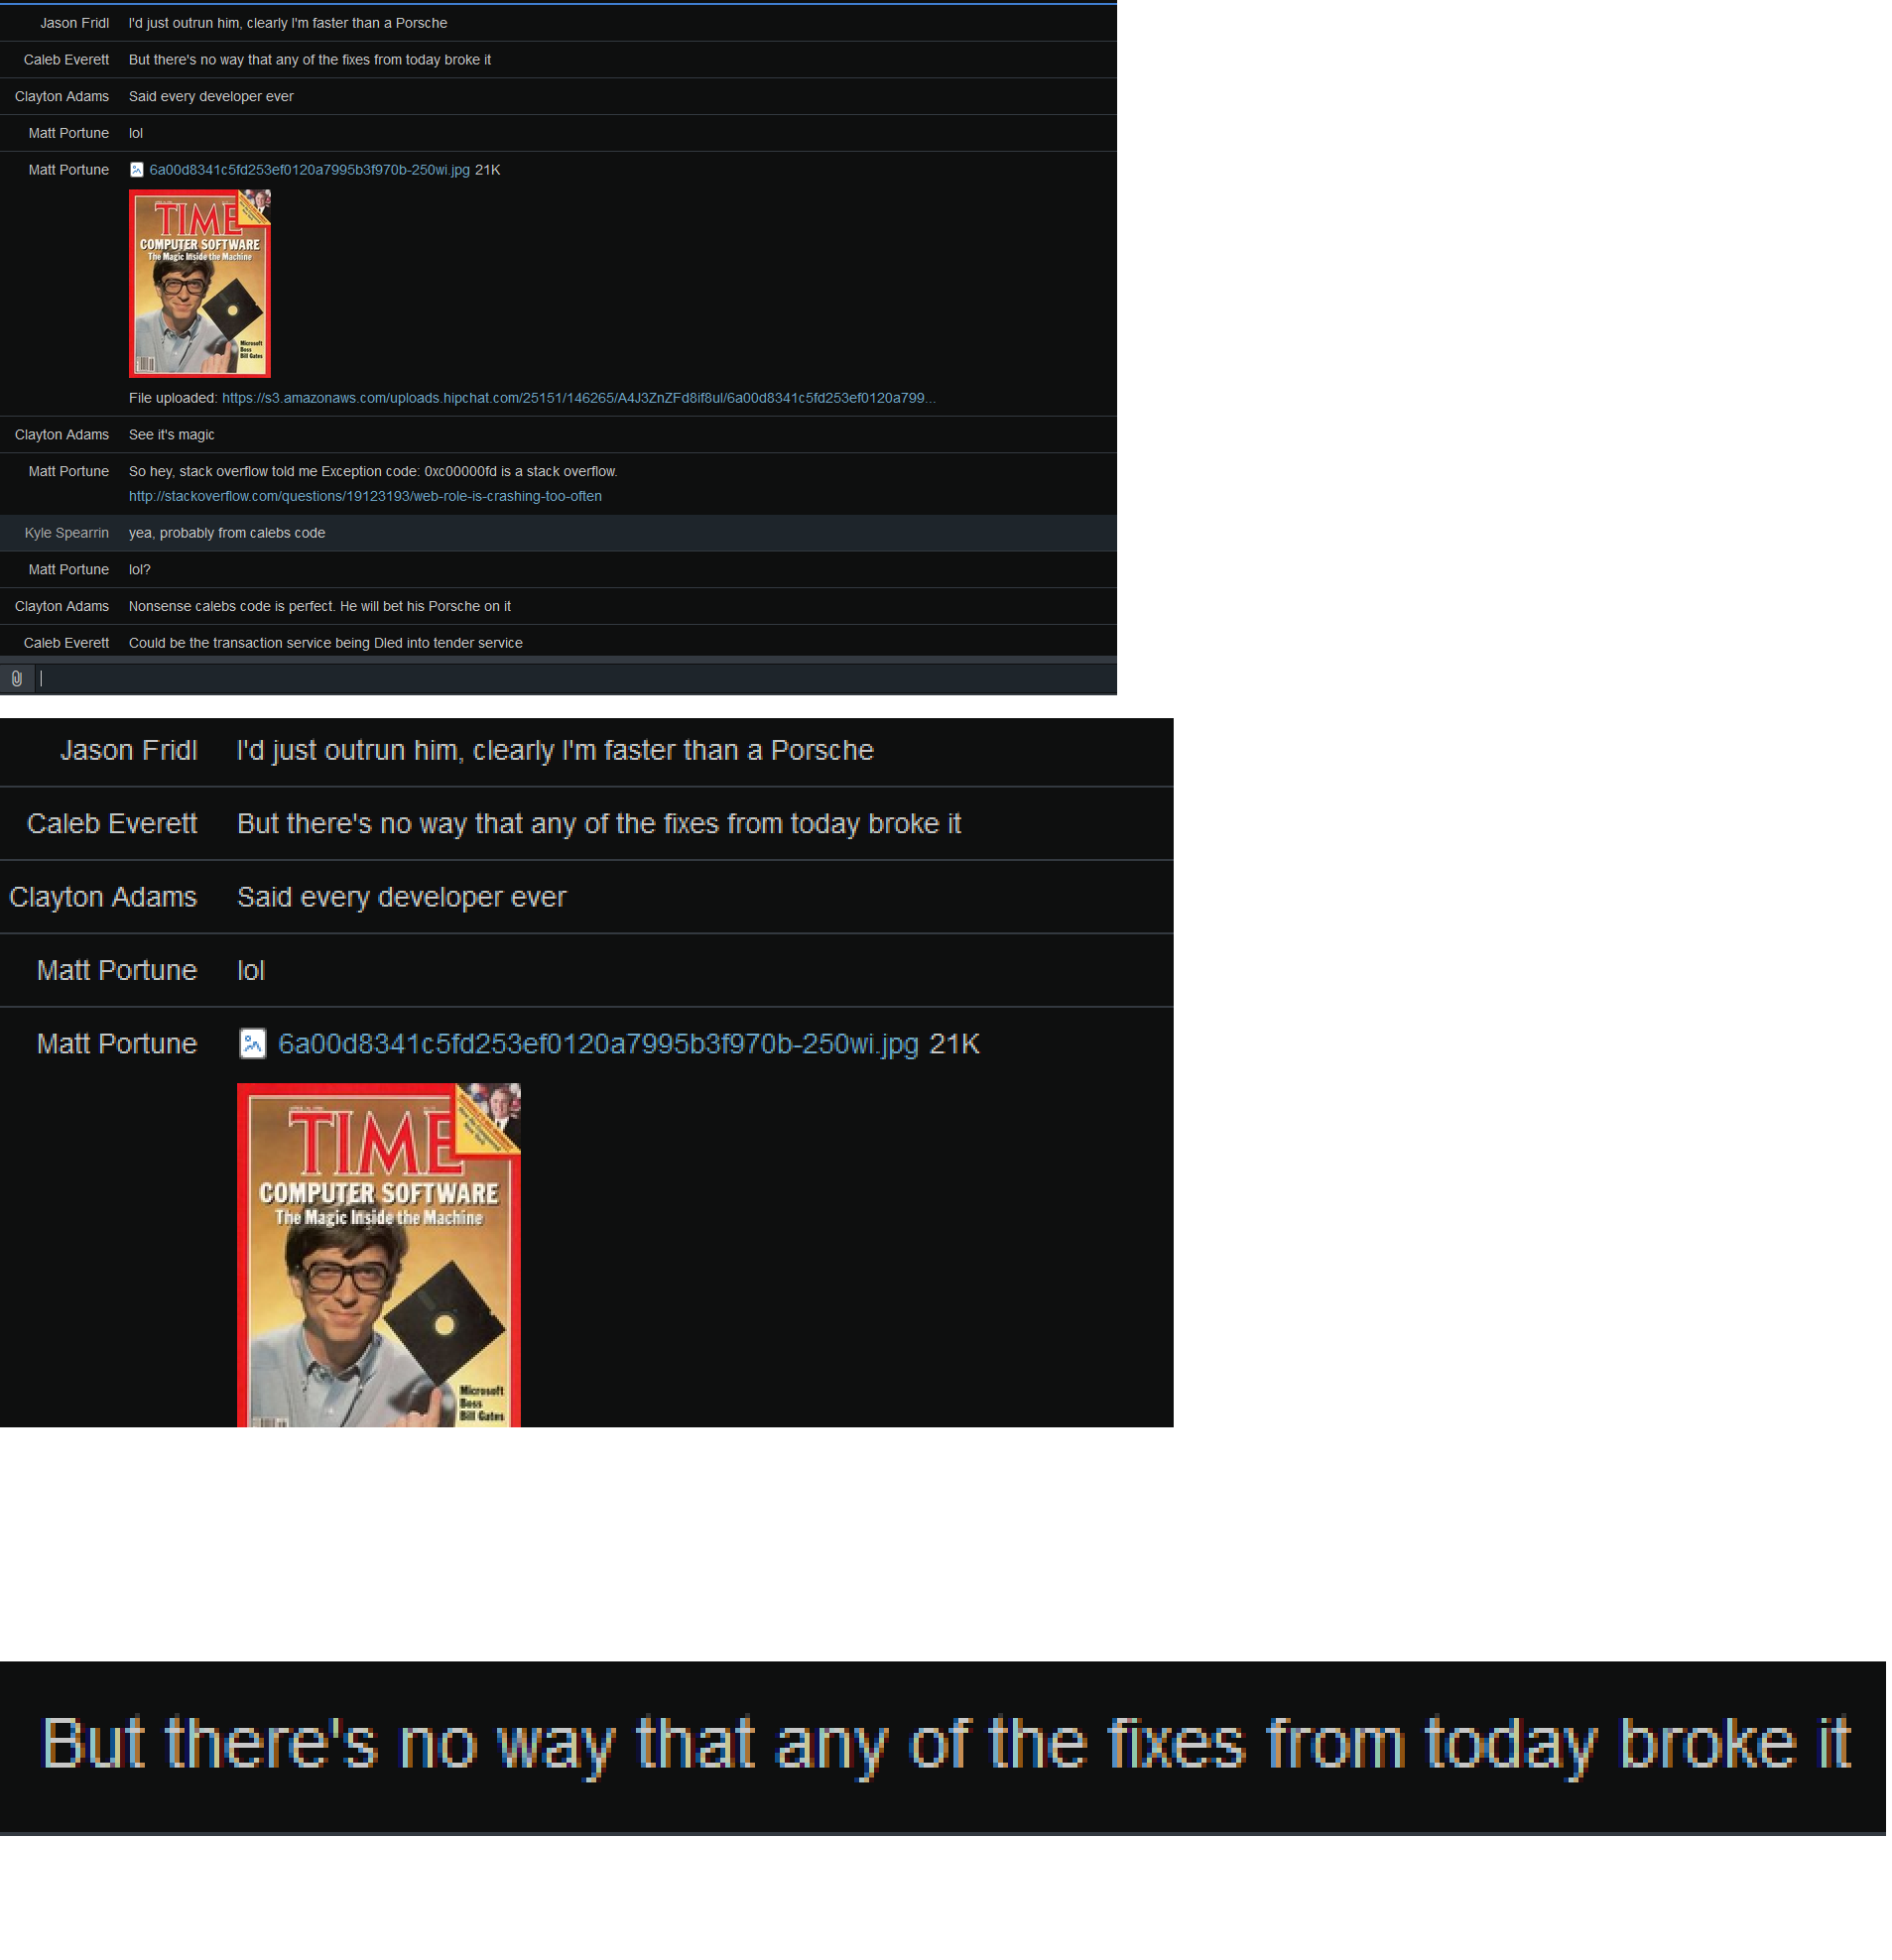 Jason Fridl I'd just outrun him, clearly I'm faster than a Porsche
Caleb Everett But there's no way that any of the fixes from today broke it
Clayton Adams Said every developer ever
Matt Portune lol
Matt Portune 6a00d8341c5fd253ef0120a7995b3f970b-250wi.jpg 21K
TIME
COMPUTER SOFTWARE
The Magic Inside the Machine
Microsoft
Boss
Bill Gates
File uploaded: https://s3.amazonaws.com/uploads.hipchat.com/25151/146265/A4J3ZnZFd8if8ul/6a00d8341c5fd253ef0120a799...
Clayton Adams See it's magic
Matt Portune So hey, stack overflow told me Exception code: 0xc00000fd is a stack overflow.
http://stackoverflow.com/questions/19123193/web-role-is-crashing-too-often
Kyle Spearrin yea, probably from calebs code
Matt Portune lol?
Clayton Adams Nonsense calebs code is perfect. He will bet his Porsche on it
Caleb Everett Could be the transaction service being DIed into tender service
Jason Fridl I'd just outrun him, clearly I'm faster than a Porsche
Caleb Everett But there's no way that any of the fixes from today broke it
Clayton Adams Said every developer ever
Matt Portune lol
Matt Portune 6a00d8341c5fd253ef0120a7995b3f970b-250wi.jpg 21K
TIME
COMPUTER SOFTWARE
The Magic Inside the Machine
Microsoft
Boss
Bill Gates
But there's no way that any of the fixes from today broke it